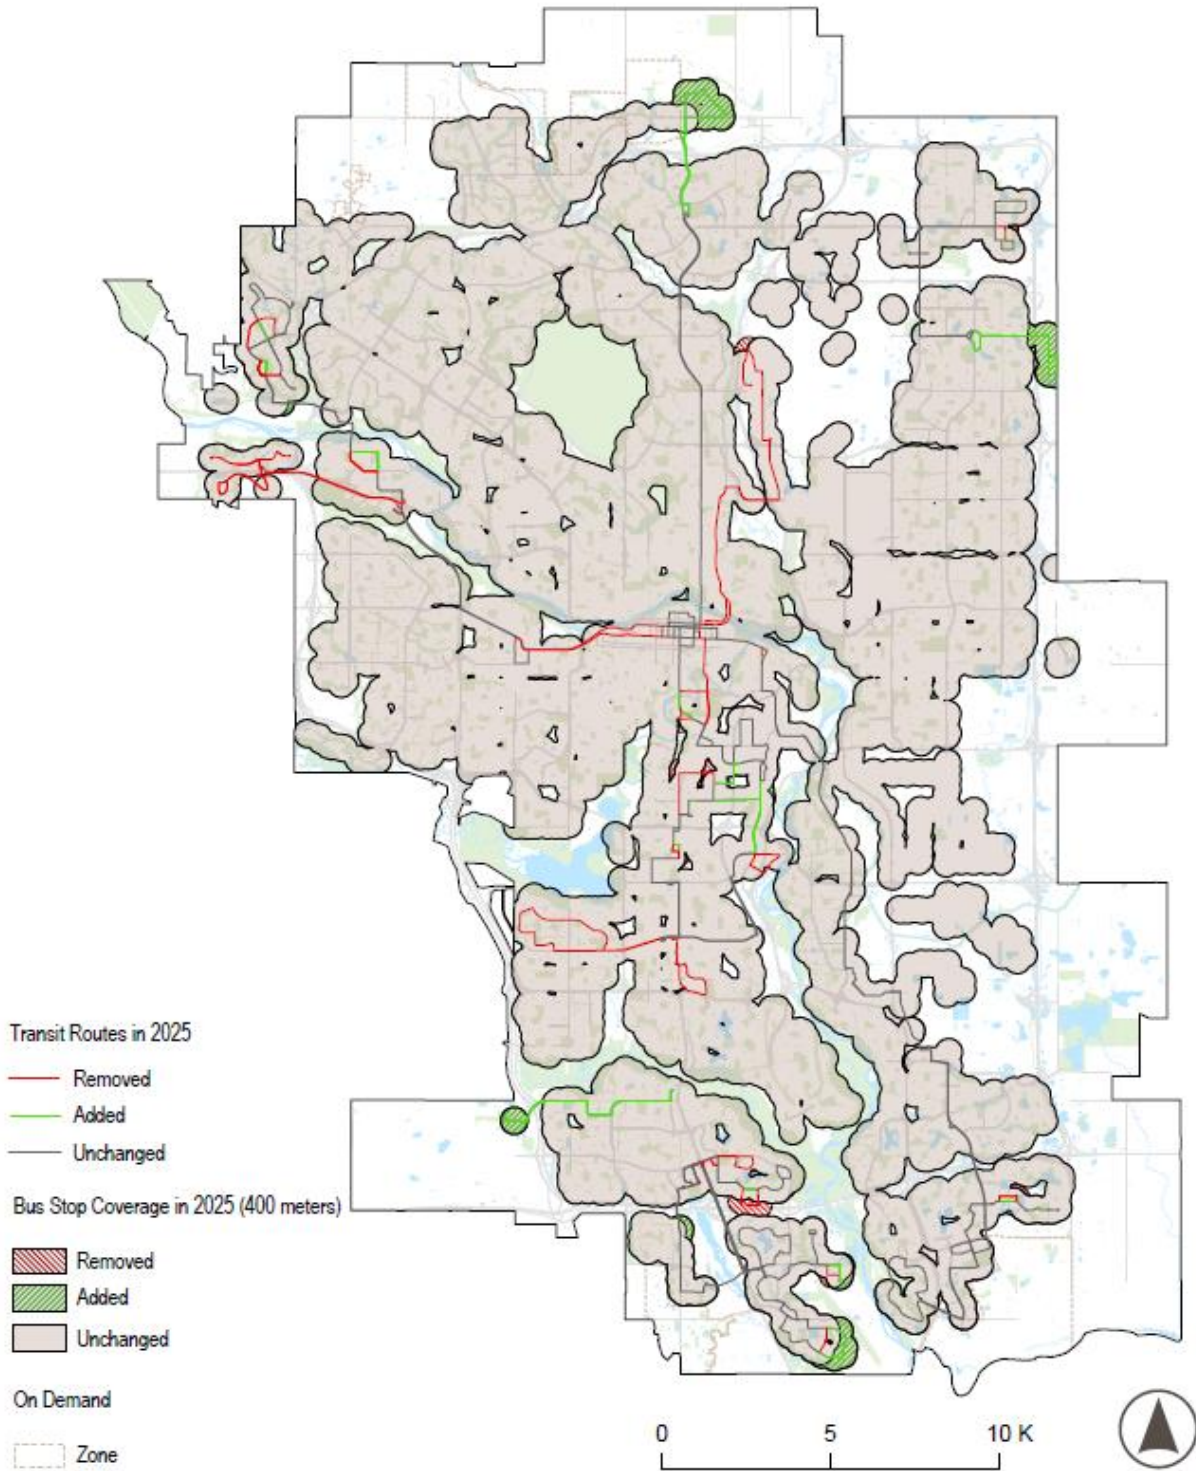 Transit Routes in 2025
Removed
Added
Unchanged
Bus Stop Coverage in 2025 (400 meters)
Removed
Added
Unchanged
On Demand
Zone
0 5 10 K